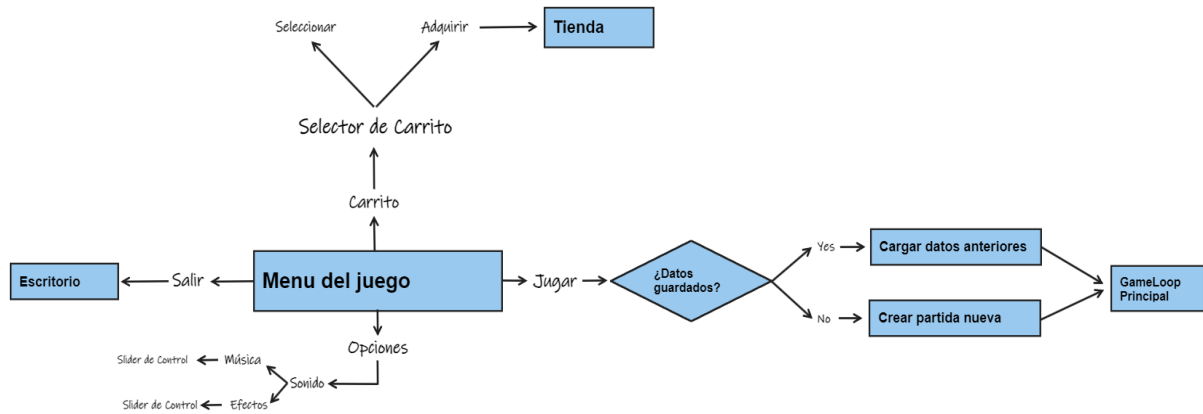 Seleccionar
Adquirir
Tienda
Selector de Carrito
Carrito
Escritorio
Salir
Menu del juego
Jugar
¿Datos
guardados?
Yes
Cargar datos anteriores
No
Crear partida nueva
GameLoop
Principal
Opciones
Slider de Control
Música
Sonido
Slider de Control
Efectos